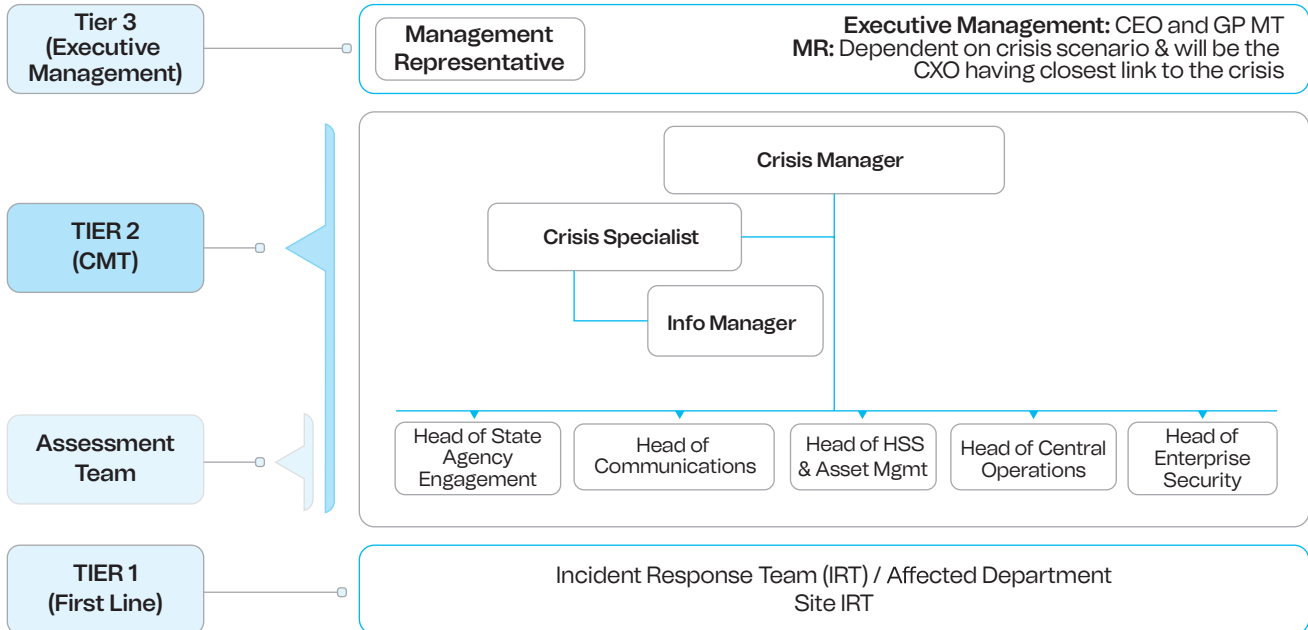 Tier 3
(Executive
Management)
Management
Representative
Executive Management: CEO and GP MT
MR: Dependent on crisis scenario & will be the
CXO having closest link to the crisis
Crisis Manager
TIER 2
(CMT)
Crisis Specialist
Info Manager
Assessment
Team
Head of State
Agency
Engagement
Head of
Communications
Head of HSS
& Asset Mgmt
Head of Central
Operations
Head of
Enterprise
Security
TIER 1
(First Line)
Incident Response Team (IRT) / Affected Department
Site IRT